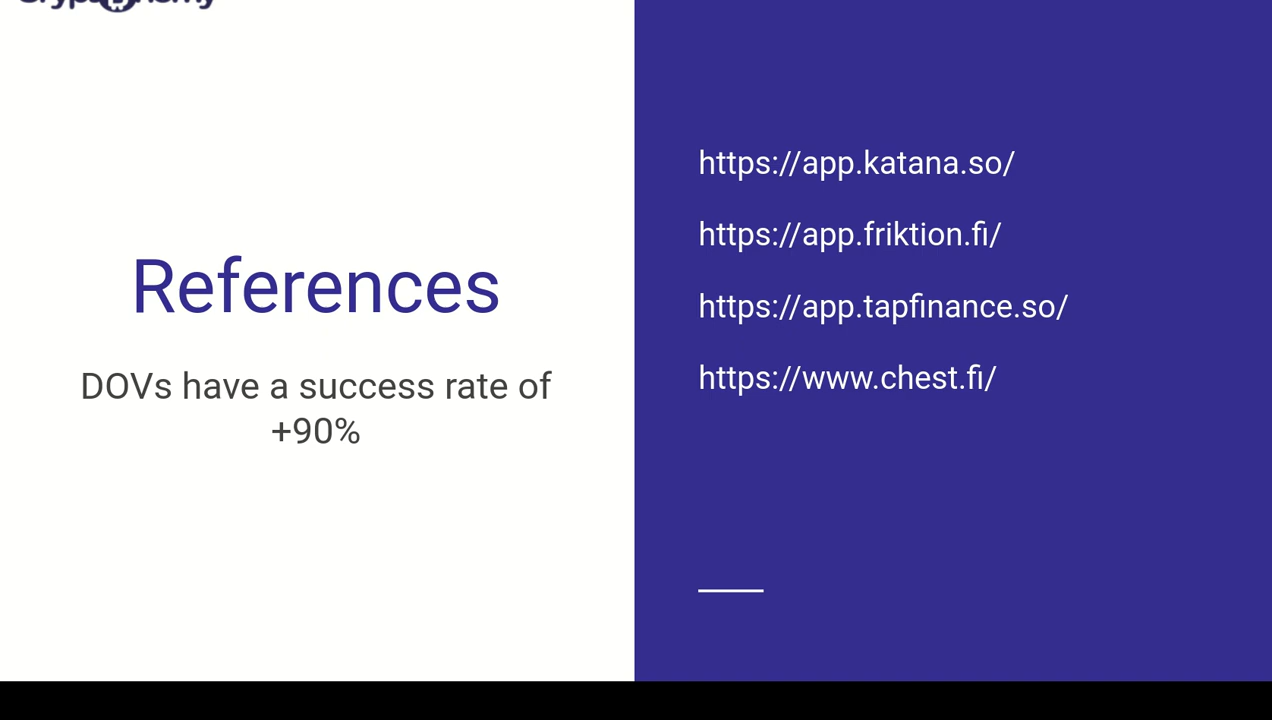 References
DOVs have a success rate of
+90%
https://app.katana.so/
https://app.friktion.fi/
https://app.tapfinance.so/
https://www.chest.fi/